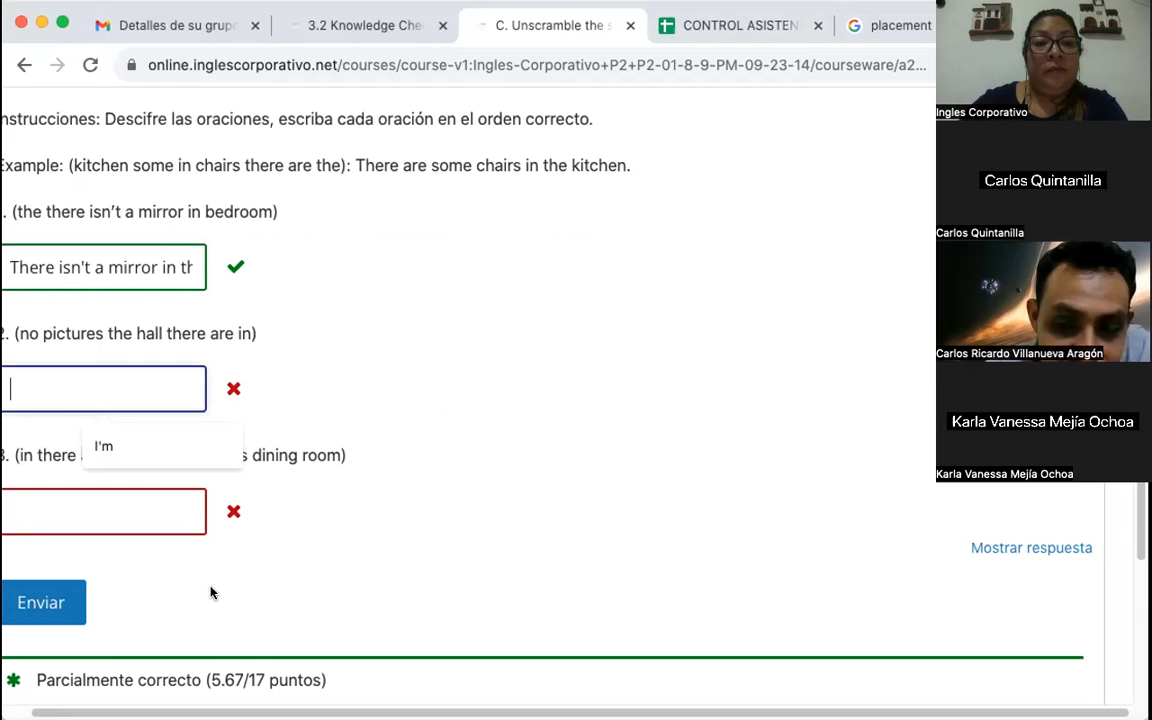 Detalles de su grupo
3.2 Knowledge Che
C. Unscramble the s
CONTROL ASISTEN
placement
online.inglescorporativo.net/courses/course-v1:Ingles-Corporativo+P2+P2-01-8-9-PM-09-23-14/courseware/a2...
nstrucciones: Descifre las oraciones, escriba cada oración en el orden correcto.
Example: (kitchen some in chairs there are the): There are some chairs in the kitchen.
. (the there isn't a mirror in bedroom)
There isn't a mirror in th
2. (no pictures the hall there are in)
I'm
3. (in there s dining room)
Mostrar respuesta
Enviar
Parcialmente correcto (5.67/17 puntos)
Ingles Corporativo
Carlos Quintanilla
Carlos Quintanilla
Carlos Ricardo Villanueva Aragón
Karla Vanessa Mejía Ochoa
Karla Vanessa Mejía Ochoa